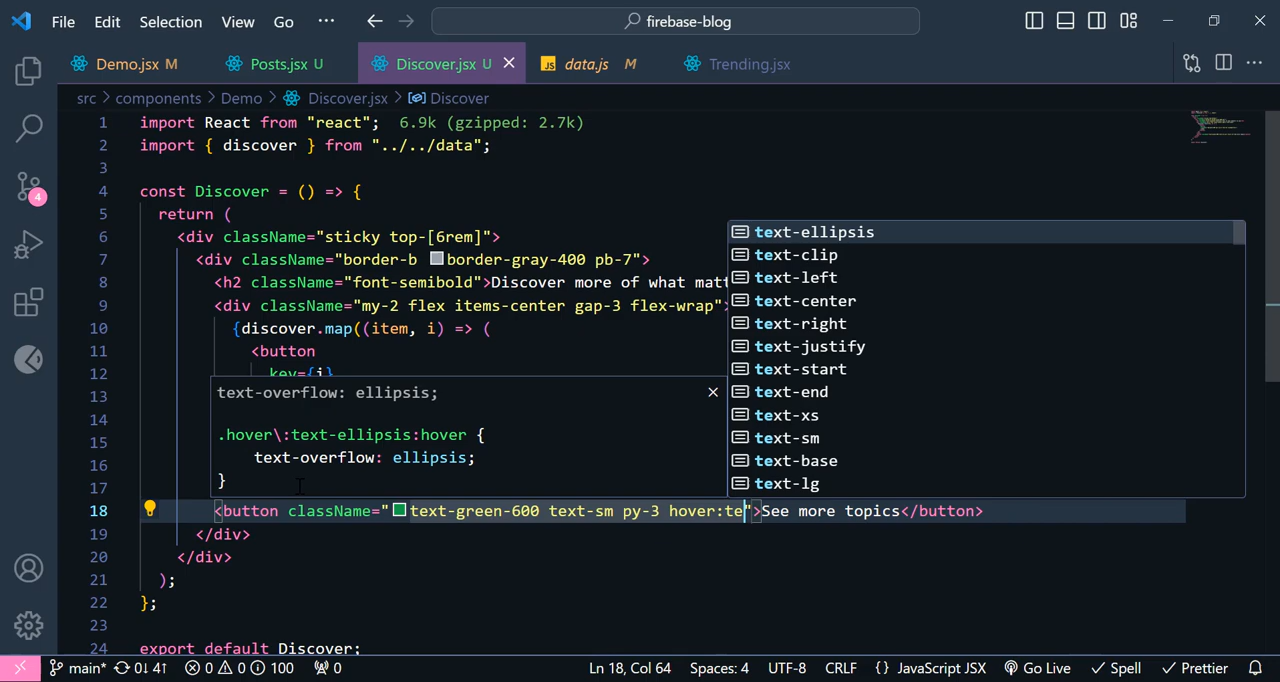 File Edit Selection View Go ··· firebase-blog
Demo.jsx M Posts.jsx U Discover.jsx U data.js M Trending.jsx
src > components > Demo > Discover.jsx > Discover
1 import React from "react"; 6.9k (gzipped: 2.7k)
2 import { discover } from "../../data";
3
4 const Discover = () => {
5 return (
6 <div className="sticky top-[6rem]">
7 <div className="border-b border-gray-400 pb-7">
8 <h2 className="font-semibold">Discover more of what matt
9 <div className="my-2 flex items-center gap-3 flex-wrap">
10 {discover.map((item, i) => (
11 <button
12 key={i}
13
14
15
16
17
18 <button className="text-green-600 text-sm py-3 hover:te">See more topics</button>
19 </div>
20 </div>
21 );
22 };
23
24 export default Discover;
text-overflow: ellipsis;
.hover\:text-ellipsis:hover {
text-overflow: ellipsis;
}
text-ellipsis
text-clip
text-left
text-center
text-right
text-justify
text-start
text-end
text-xs
text-sm
text-base
text-lg
4
main* 0↓ 4↑ 0 0 100 0 Ln 18, Col 64 Spaces: 4 UTF-8 CRLF {} JavaScript JSX Go Live Spell Prettier